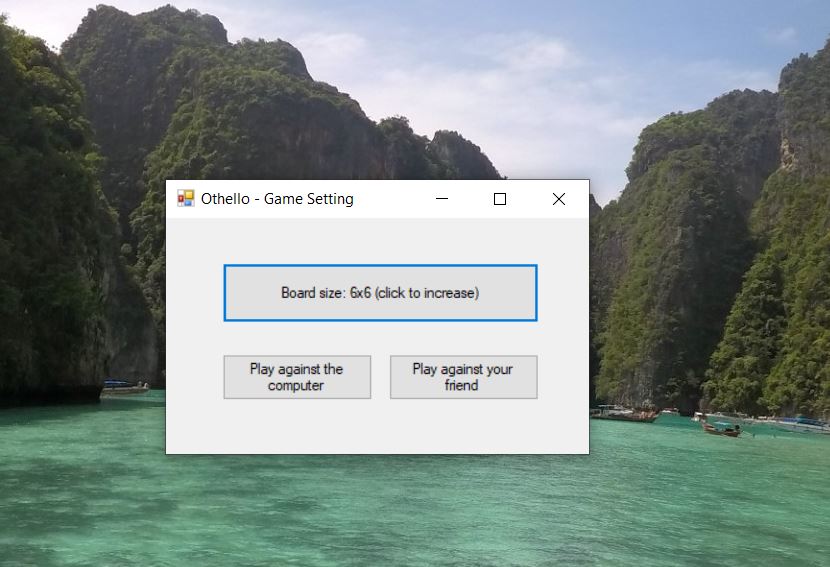 Othello - Game Setting
Board size: 6x6 (click to increase)
Play against the
computer
Play against your
friend